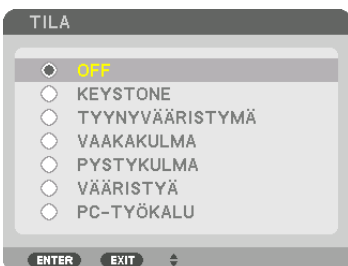 TILA
OFF
KEYSTONE
TYYNYVÄÄRISTYMÄ
VAAKAKULMA
PYSTYKULMA
VÄÄRISTYÄ
PC-TYÖKALU
ENTER EXIT